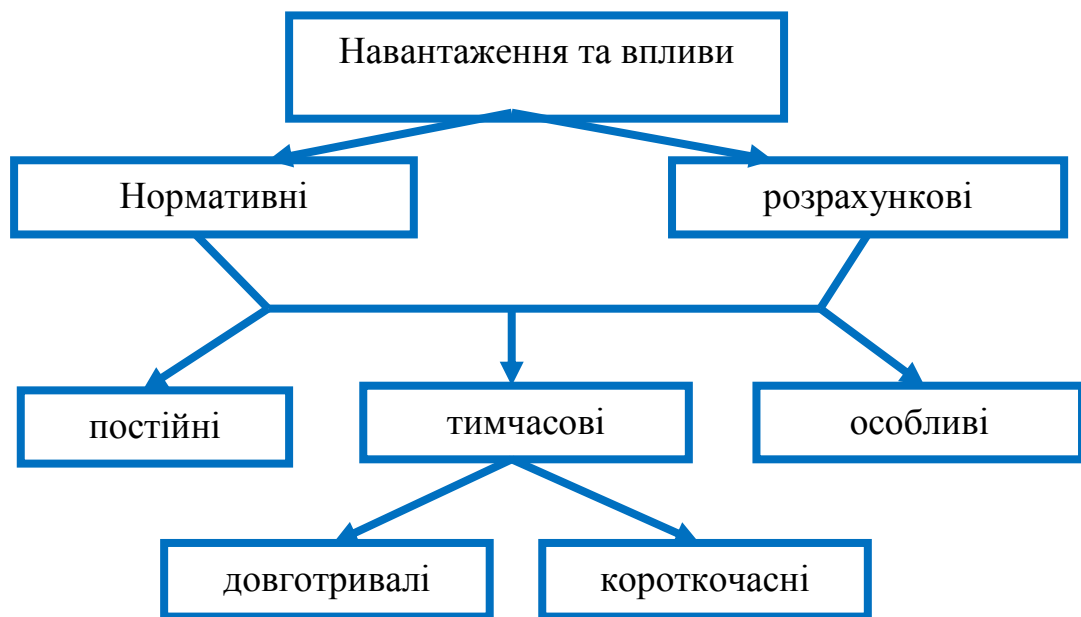 Навантаження та впливи
Нормативні
розрахункові
постійні
тимчасові
особливі
довготривалі
короткочасні